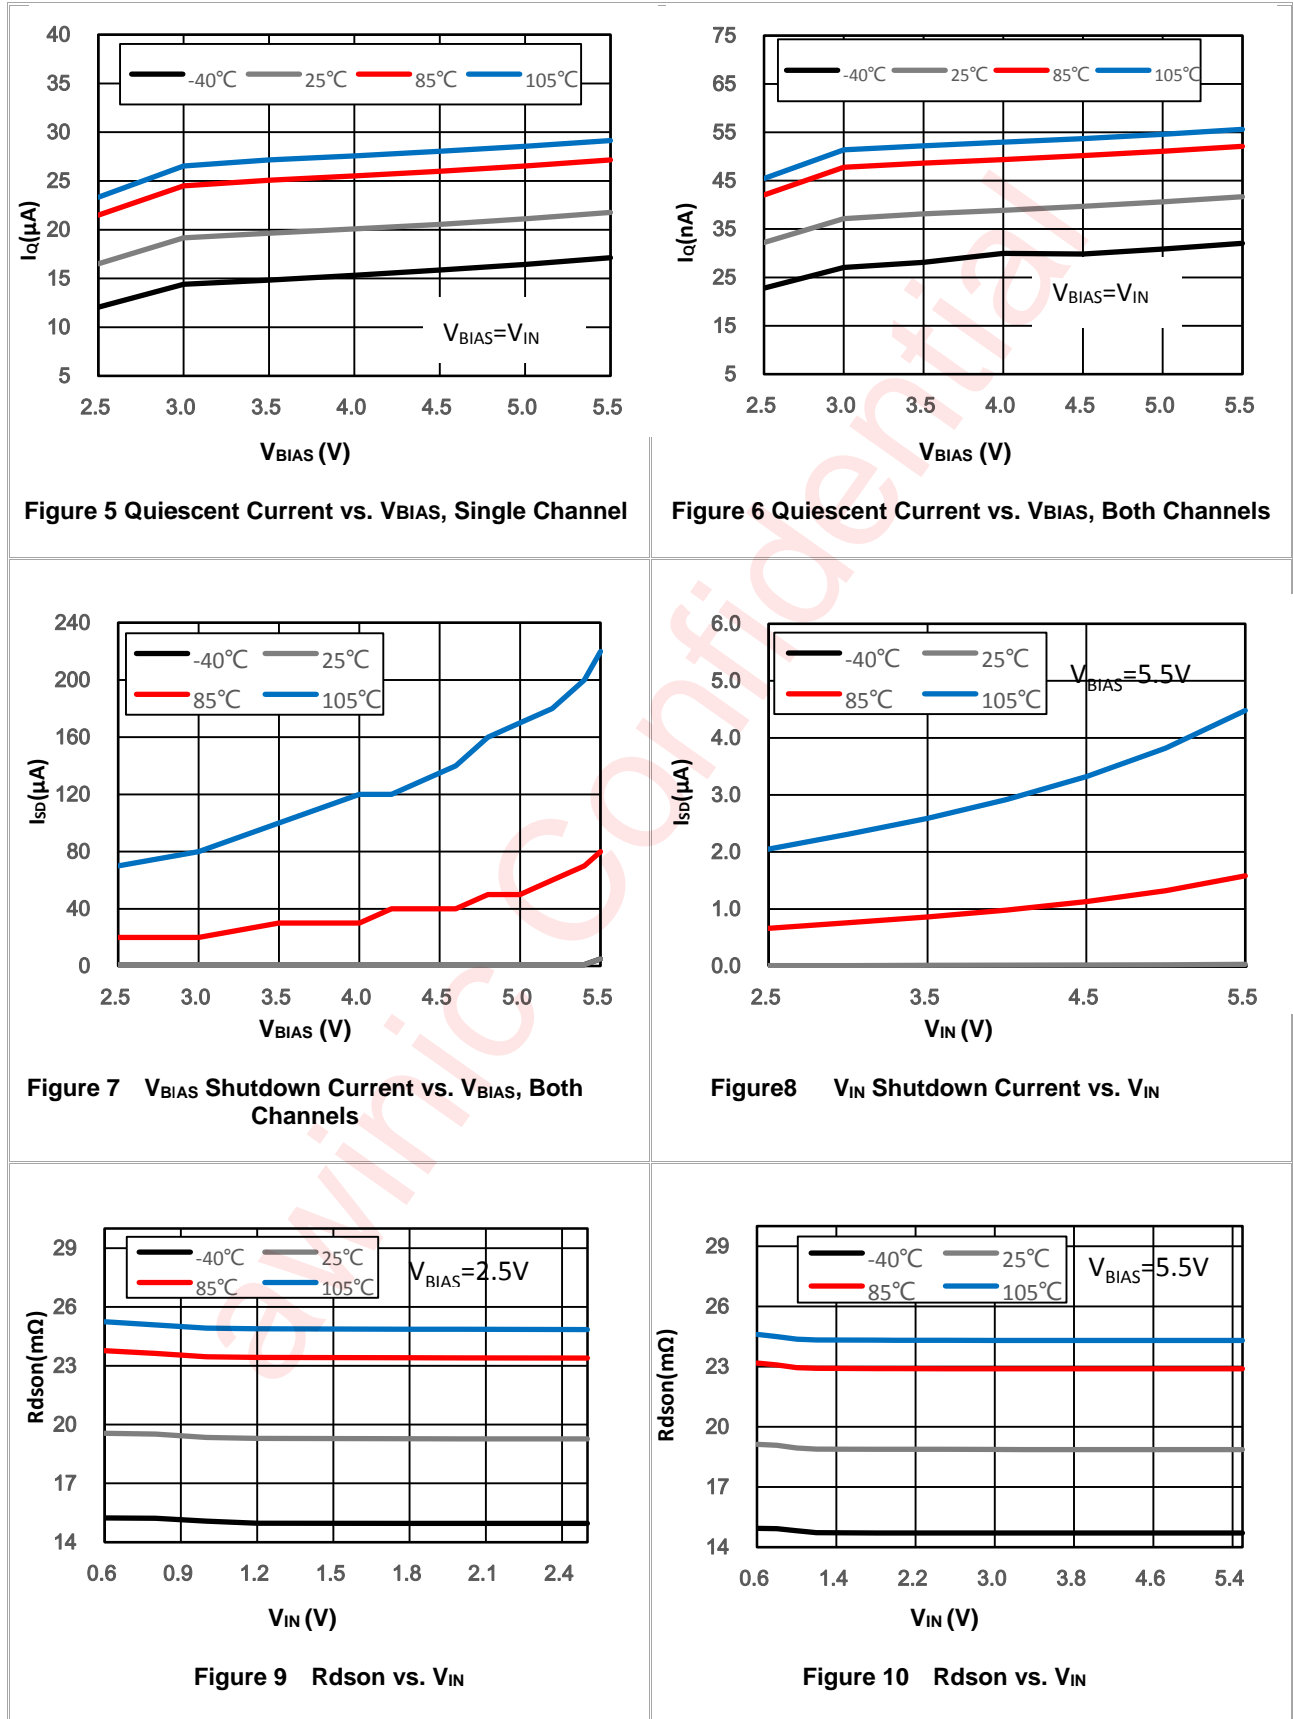 40
35
30
25
20
15
10
5
-40℃ 25℃ 85℃ 105℃
IQ(µA)
VBIAS=VIN
2.5 3.0 3.5 4.0 4.5 5.0 5.5
VBIAS (V)
Figure 5 Quiescent Current vs. VBIAS, Single Channel
75
65
55
45
35
25
15
5
-40℃ 25℃ 85℃ 105℃
IQ(nA)
VBIAS=VIN
2.5 3.0 3.5 4.0 4.5 5.0 5.5
VBIAS (V)
Figure 6 Quiescent Current vs. VBIAS, Both Channels
240
200
160
120
80
40
0
-40℃ 25℃
85℃ 105℃
ISD(µA)
2.5 3.0 3.5 4.0 4.5 5.0 5.5
VBIAS (V)
Figure 7 VBIAS Shutdown Current vs. VBIAS, Both
Channels
6.0
5.0
4.0
3.0
2.0
1.0
0.0
-40℃ 25℃
85℃ 105℃
VBIAS=5.5V
ISD(µA)
2.5 3.5 4.5 5.5
VIN (V)
Figure8 VIN Shutdown Current vs. VIN
29
26
23
20
17
14
-40℃ 25℃
85℃ 105℃
VBIAS=2.5V
Rdson(mΩ)
0.6 0.9 1.2 1.5 1.8 2.1 2.4
VIN (V)
Figure 9 Rdson vs. VIN
29
26
23
20
17
14
-40℃ 25℃
85℃ 105℃
VBIAS=5.5V
Rdson(mΩ)
0.6 1.4 2.2 3.0 3.8 4.6 5.4
VIN (V)
Figure 10 Rdson vs. VIN
awinic Confidential